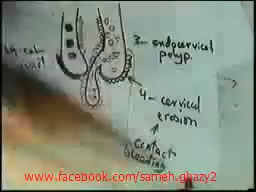 3- endocervical
polyp.
4- cervical
erosion
Contact
bleeding
www.facebook.com/sameh.ghazy2